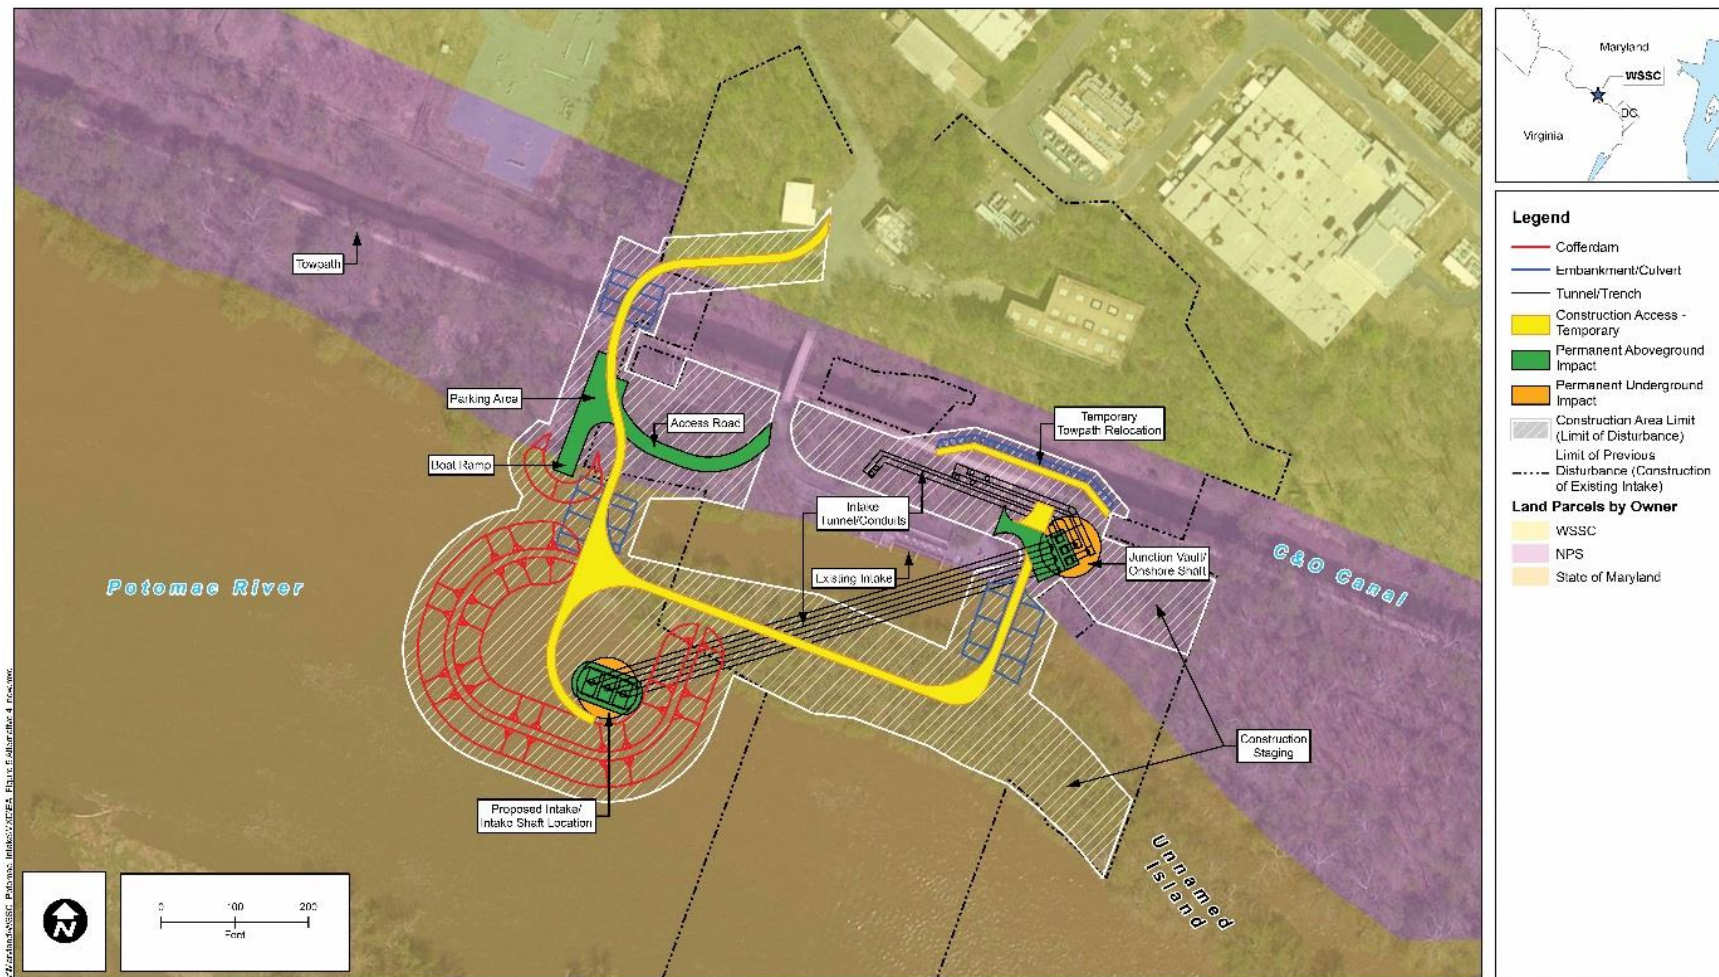 Towpath
Parking Area
Boat Ramp
Access Road
Temporary
Towpath Relocation
Intake
Tunnel/Conduits
Existing Intake
Junction Vault/
Onshore Shaft
C&O Canal
Potomac River
Construction
Staging
Proposed Intake/
Intake Shaft Location
Unnamed
Island
N
0 100 200
Feet
Maryland
WSSC
DC
Virginia
Legend
Cofferdam
Embankment/Culvert
Tunnel/Trench
Construction Access -
Temporary
Permanent Aboveground
Impact
Permanent Underground
Impact
Construction Area Limit
(Limit of Disturbance)
Limit of Previous
Disturbance (Construction
of Existing Intake)
Land Parcels by Owner
WSSC
NPS
State of Maryland